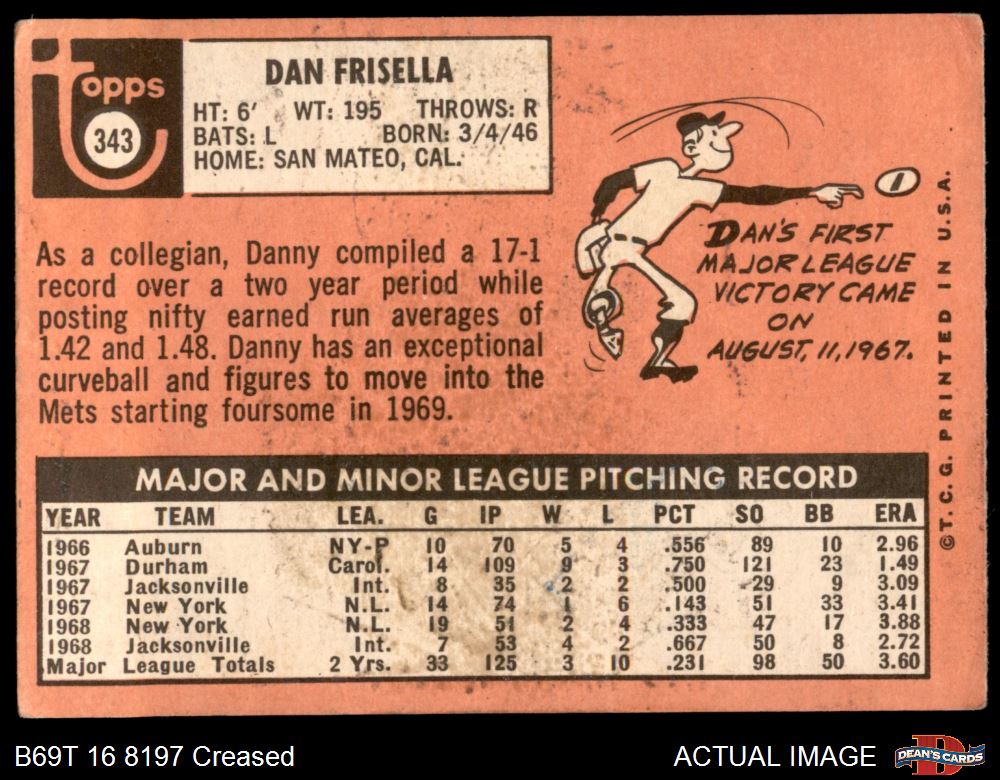 topps
343
DAN FRISELLA
HT: 6' WT: 195 THROWS: R
BATS: L BORN: 3/4/46
HOME: SAN MATEO, CAL.
As a collegian, Danny compiled a 17-1
record over a two year period while
posting nifty earned run averages of
1.42 and 1.48. Danny has an exceptional
curveball and figures to move into the
Mets starting foursome in 1969.
1
DAN'S FIRST
MAJOR LEAGUE
VICTORY CAME
ON
AUGUST, 11, 1967.
©T. C. G. PRINTED IN U.S.A.
MAJOR AND MINOR LEAGUE PITCHING RECORD
YEAR TEAM LEA. G IP W L PCT SO BB ERA
1966 Auburn NY-P 10 70 5 4 .556 89 10 2.96
1967 Durham Carol. 14 109 9 3 .750 121 23 1.49
1967 Jacksonville Int. 8 35 2 2 .500 29 9 3.09
1967 New York N.L. 14 74 1 6 .143 51 33 3.41
1968 New York N.L. 19 51 2 4 .333 47 17 3.88
1968 Jacksonville Int. 7 53 4 2 .667 50 8 2.72
Major League Totals 2 Yrs. 33 125 3 10 .231 98 50 3.60
B69T 16 8197 Creased
ACTUAL IMAGE
DEAN'S CARDS